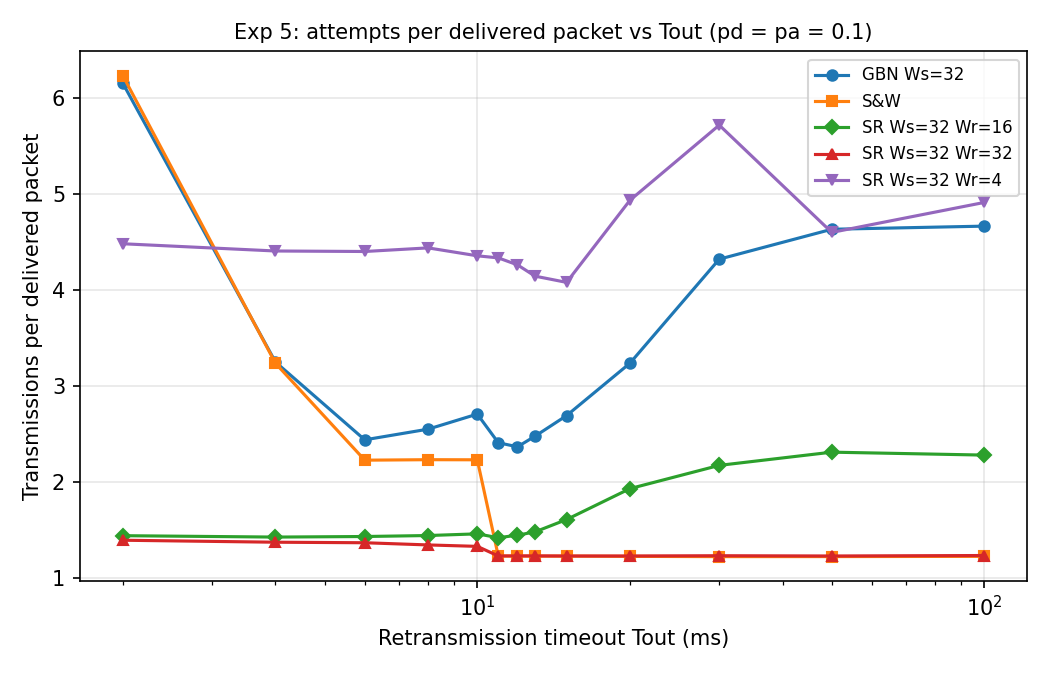 Exp 5: attempts per delivered packet vs Tout (pd = pa = 0.1)
GBN Ws=32
S&W
SR Ws=32 Wr=16
SR Ws=32 Wr=32
SR Ws=32 Wr=4
Transmissions per delivered packet
6
5
4
3
2
1
10¹
10²
Retransmission timeout Tout (ms)